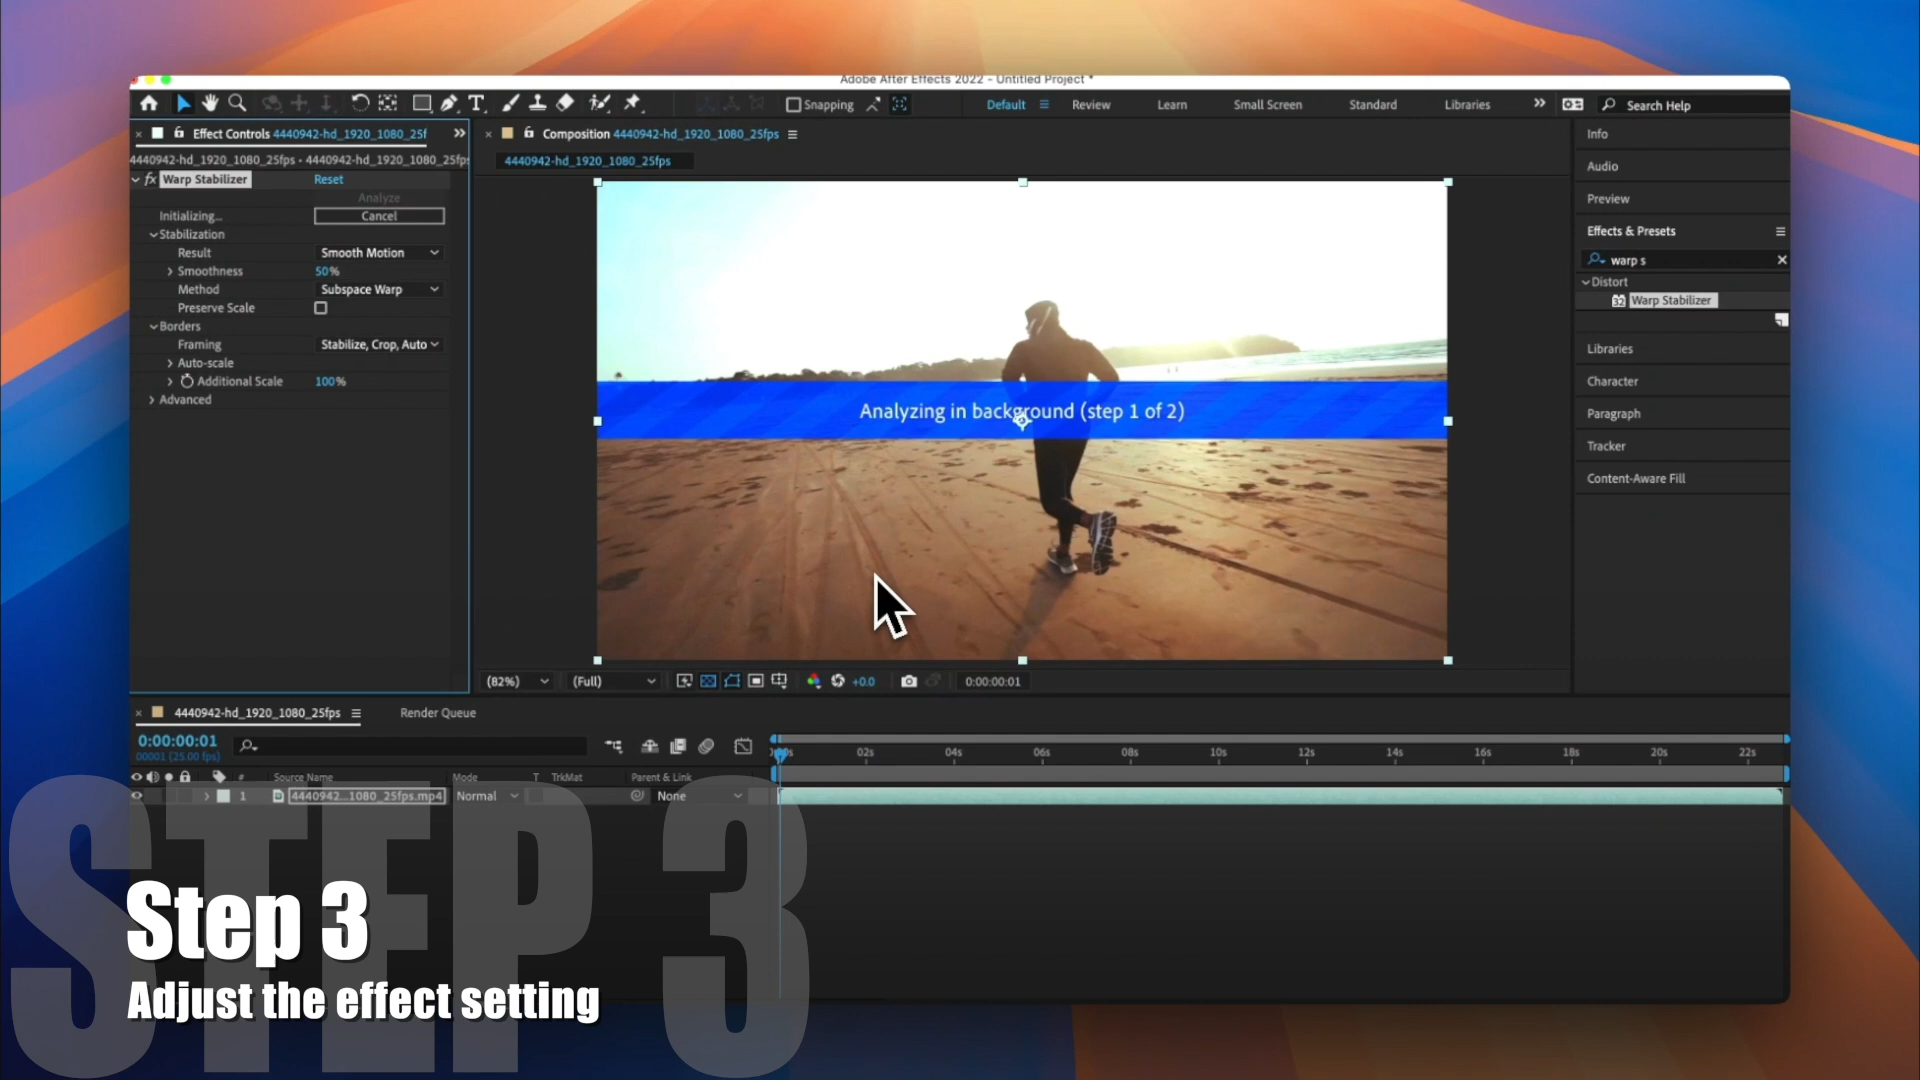 Adobe After Effects 2022 - Untitled Project *
Snapping
Default
Review
Learn
Small Screen
Standard
Libraries
Search Help
Effect Controls 4440942-hd_1920_1080_25f
4440942-hd_1920_1080_25fps • 4440942-hd_1920_1080_25fps
fx Warp Stabilizer Reset
Analyze
Initializing... Cancel
Stabilization
Result Smooth Motion
Smoothness 50%
Method Subspace Warp
Preserve Scale
Borders
Framing Stabilize, Crop, Auto
Auto-scale
Additional Scale 100%
Advanced
Composition 4440942-hd_1920_1080_25fps
4440942-hd_1920_1080_25fps
Analyzing in background (step 1 of 2)
(82%) (Full) +0.0 0:00:00:01
Info
Audio
Preview
Effects & Presets
warp s
Distort
32 Warp Stabilizer
Libraries
Character
Paragraph
Tracker
Content-Aware Fill
4440942-hd_1920_1080_25fps Render Queue
0:00:00:01
00001 (25.00 fps)
02s 04s 06s 08s 10s 12s 14s 16s 18s 20s 22s
# Source Name Mode T TrkMat Parent & Link
1 4440942...1080_25fps.mp4 Normal None
STEP 3
Step 3
Adjust the effect setting